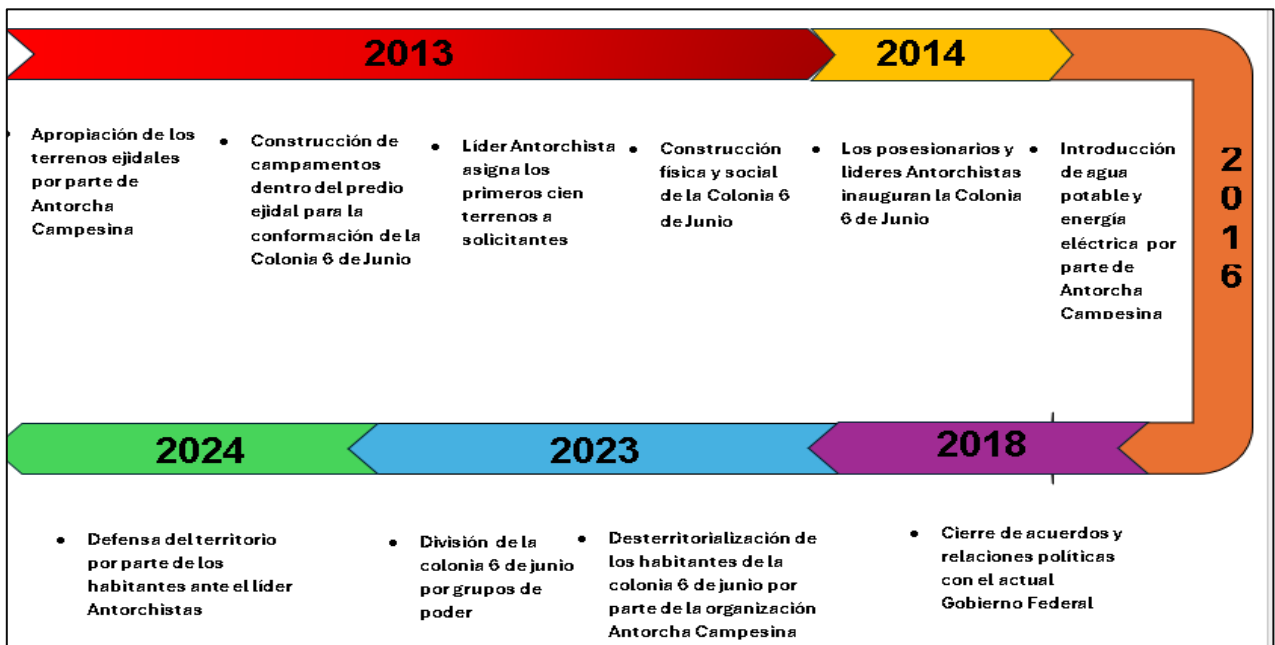 2013
2014
• Apropiación de los
terrenos ejidales
por parte de
Antorcha
Campesina
• Construcción de
campamentos
dentro del predio
ejidal para la
conformación de la
Colonia 6 de Junio
• Líder Antorchista
asigna los
primeros cien
terrenos a
solicitantes
• Construcción
física y social
de la Colonia 6
de Junio
• Los posesionarios y
lideres Antorchistas
inauguran la Colonia
6 de Junio
• Introducción
de agua
potable y
energía
eléctrica por
parte de
Antorcha
Campesina
2016
2018
• Cierre de acuerdos y
relaciones políticas
con el actual
Gobierno Federal
2023
• Desterritorialización de
los habitantes de la
colonia 6 de junio por
parte de la organización
Antorcha Campesina
• División de la
colonia 6 de junio
por grupos de
poder
2024
• Defensa del territorio
por parte de los
habitantes ante el líder
Antorchistas